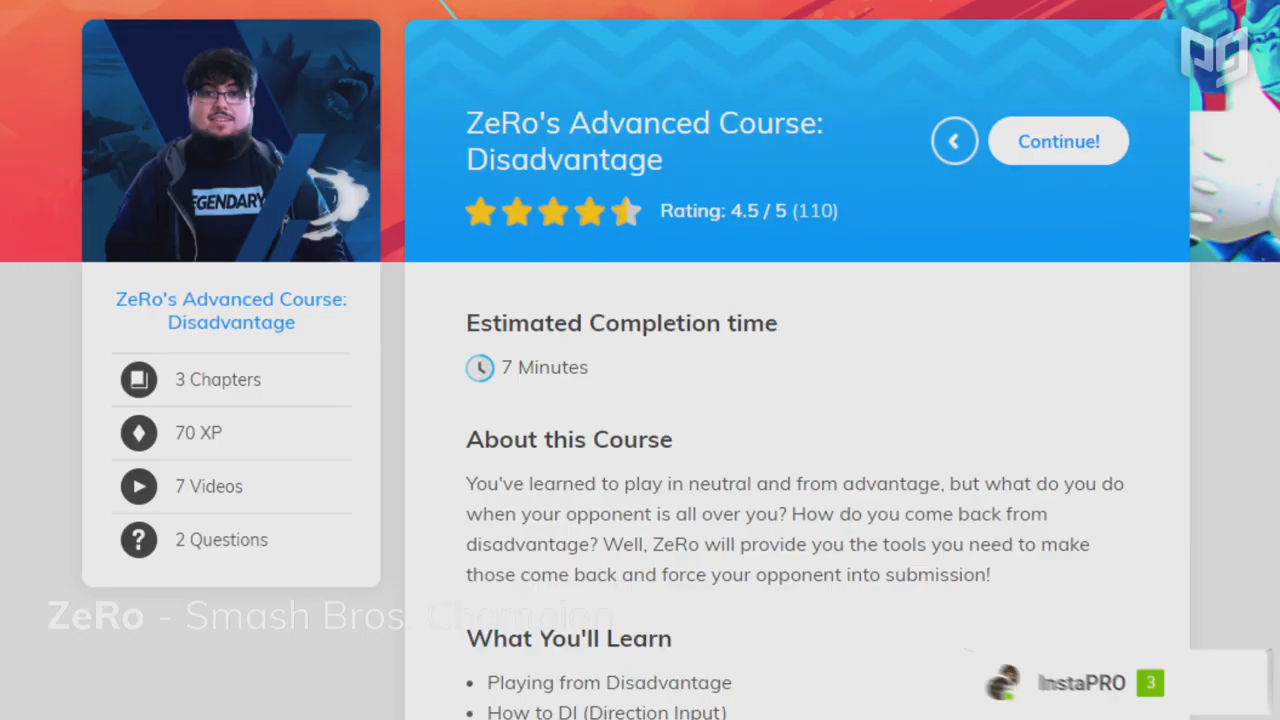 PG
ZeRo's Advanced Course:
Disadvantage
Continue!
Rating: 4.5 / 5 (110)
EGENDARY
ZeRo's Advanced Course:
Disadvantage
3 Chapters
70 XP
7 Videos
2 Questions
Estimated Completion time
7 Minutes
About this Course
You've learned to play in neutral and from advantage, but what do you do
when your opponent is all over you? How do you come back from
disadvantage? Well, ZeRo will provide you the tools you need to make
those come back and force your opponent into submission!
ZeRo - Smash Bros. Champion
What You'll Learn
• Playing from Disadvantage
• How to DI (Direction Input)
InstaPRO 3